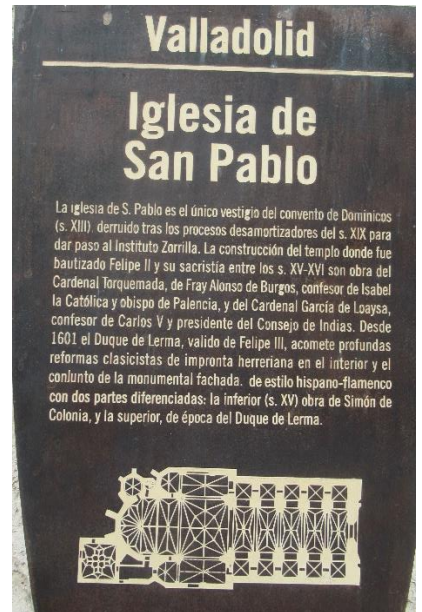 Valladolid
Iglesia de
San Pablo
La iglesia de S. Pablo es el único vestigio del convento de Dominicos
(s. XIII) derruido tras los procesos desamortizadores del s. XIX para
dar paso al Instituto Zorrilla. La construcción del templo donde fue
bautizado Felipe II y su sacristía entre los s. XV-XVI son obra del
Cardenal Torquemada, de Fray Alonso de Burgos, confesor de Isabel
la Católica y obispo de Palencia, y del Cardenal García de Loaysa,
confesor de Carlos V y presidente del Consejo de Indias. Desde
1601 el Duque de Lerma, valido de Felipe III, acomete profundas
reformas clasicistas de impronta herreriana en el interior y el
conjunto de la monumental fachada. de estilo hispano-flamenco
con dos partes diferenciadas: la inferior (s. XV) obra de Simón de
Colonia, y la superior, de época del Duque de Lerma.